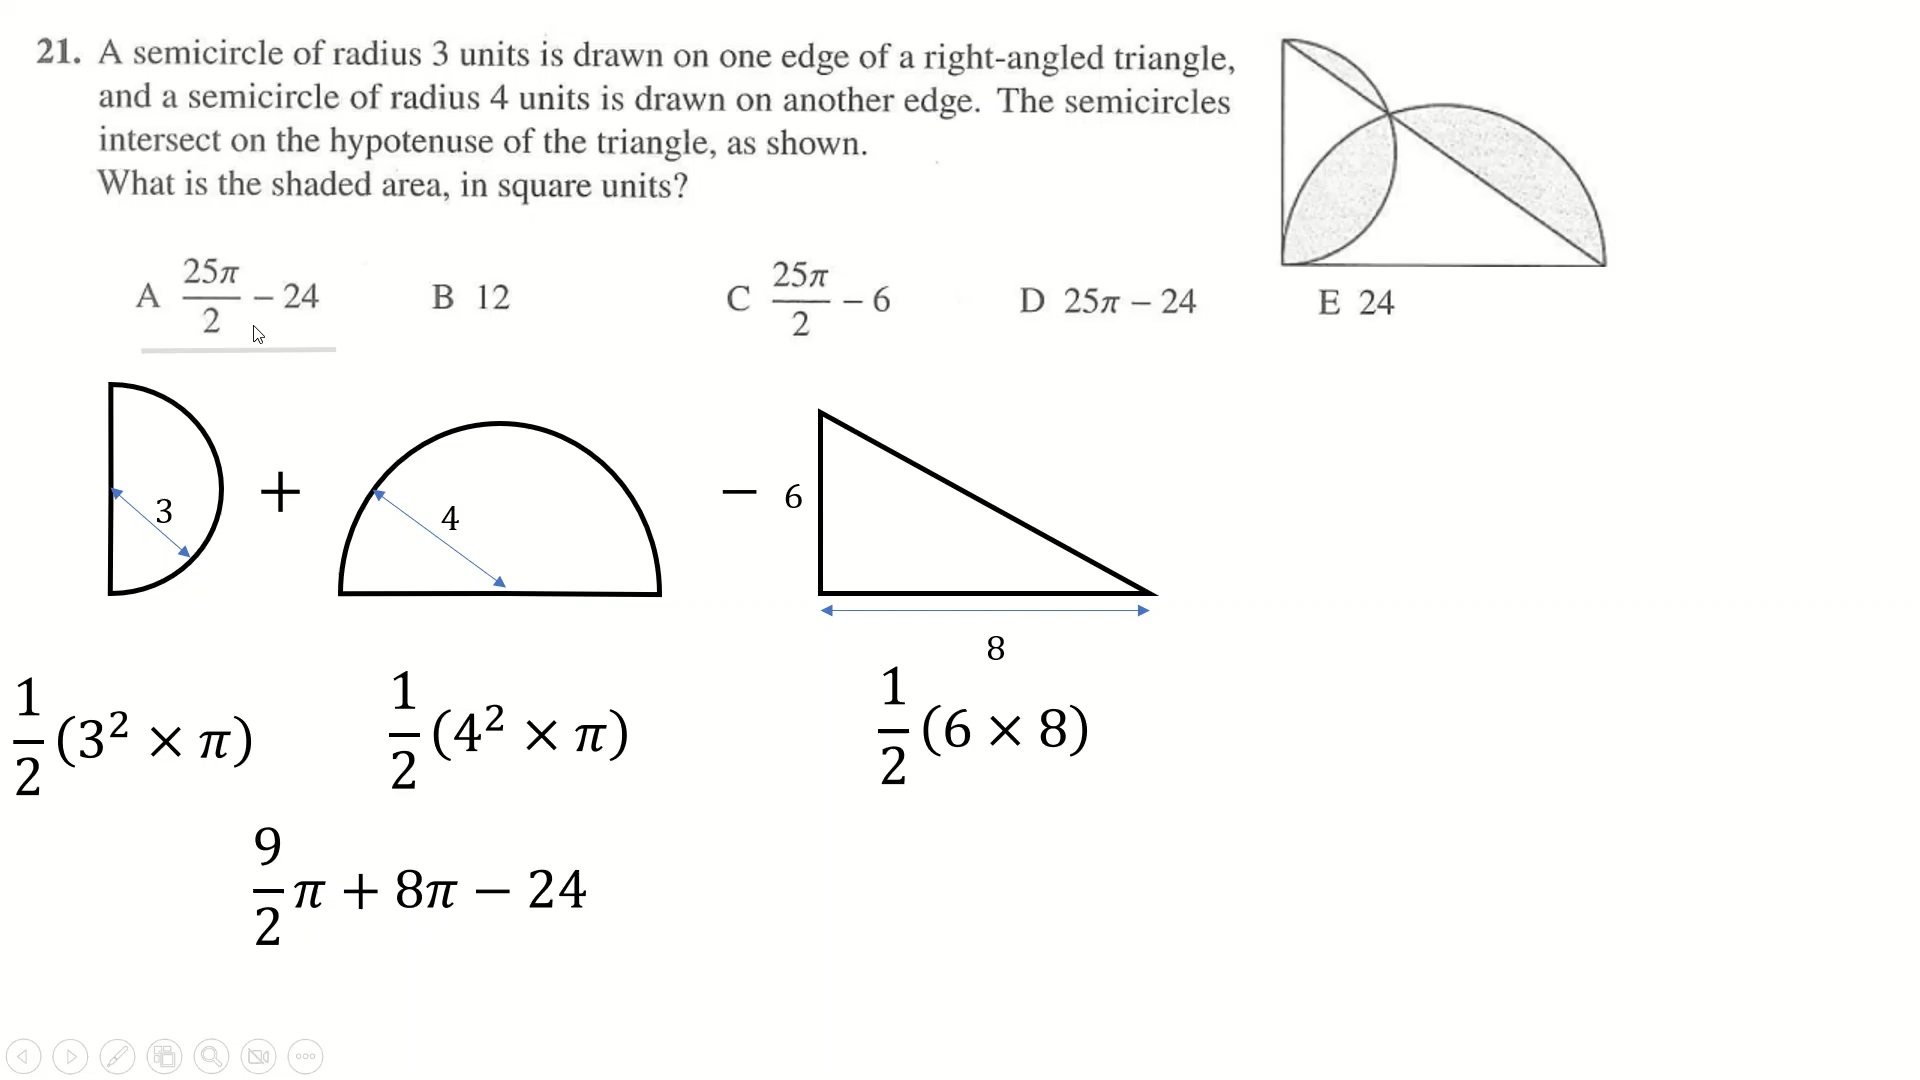 21. A semicircle of radius 3 units is drawn on one edge of a right-angled triangle,
and a semicircle of radius 4 units is drawn on another edge. The semicircles
intersect on the hypotenuse of the triangle, as shown.
What is the shaded area, in square units?
A 25π/2 − 24 B 12 C 25π/2 − 6 D 25π − 24 E 24
3 + 4 − 6
8
1/2 (3² × π) 1/2 (4² × π) 1/2 (6 × 8)
9/2 π + 8π − 24